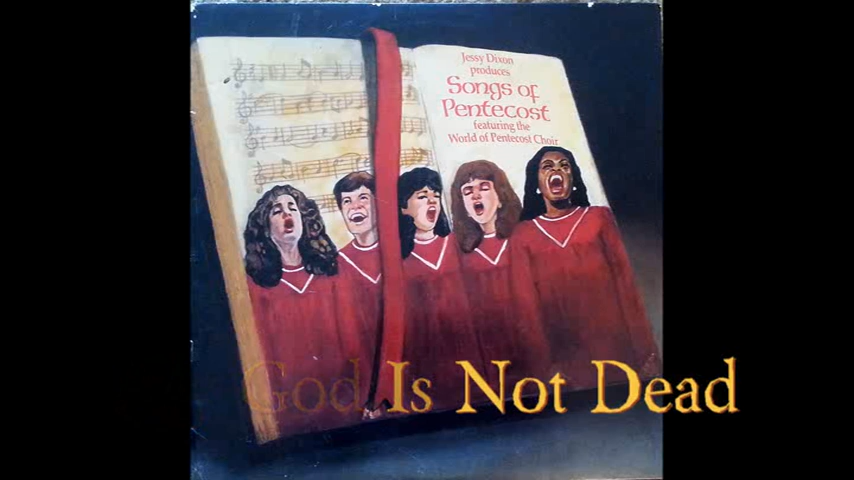 Jessy Dixon
produces
Songs of
Pentecost
featuring the
World of Pentecost Choir
God Is Not Dead